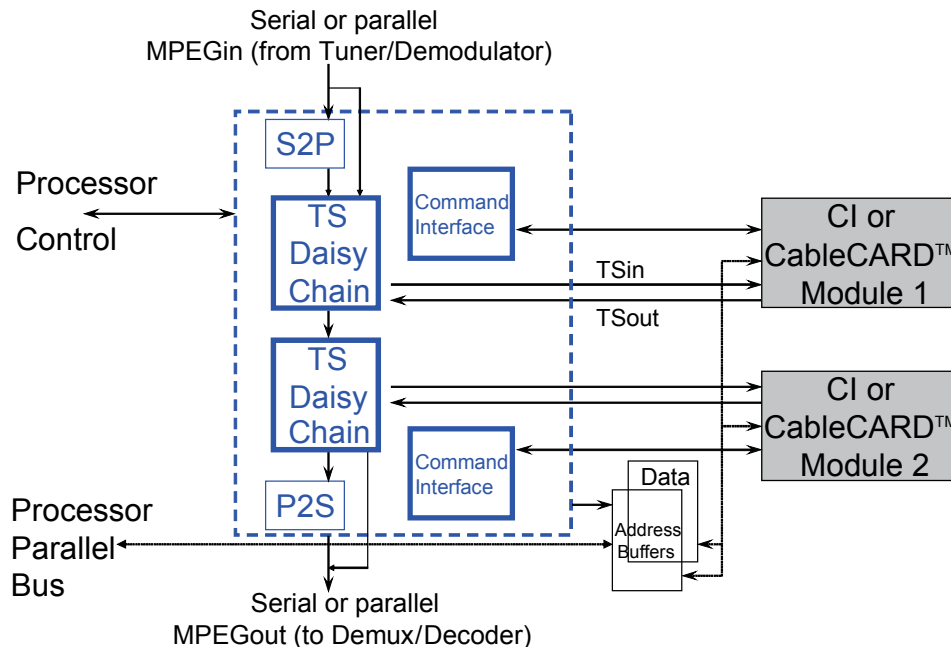 Serial or parallel
MPEGin (from Tuner/Demodulator)
S2P
Processor
Control
TS
Daisy
Chain
Command
Interface
TSin
TSout
CI or
CableCARD™
Module 1
TS
Daisy
Chain
Command
Interface
CI or
CableCARD™
Module 2
P2S
Data
Address
Buffers
Processor
Parallel
Bus
Serial or parallel
MPEGout (to Demux/Decoder)